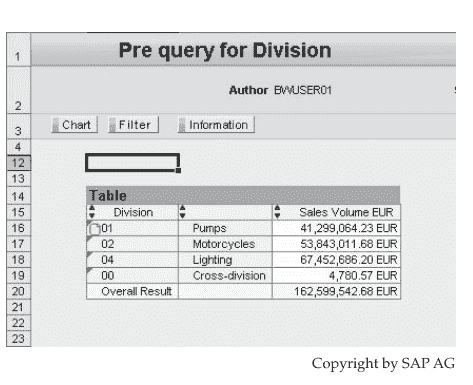 1 Pre query for Division
2 Author BWUSER01
3 Chart Filter Information
4
12
13
14 Table
15 Division Sales Volume EUR
16 01 Pumps 41,299,064.23 EUR
17 02 Motorcycles 53,843,011.68 EUR
18 04 Lighting 67,452,686.20 EUR
19 00 Cross-division 4,780.57 EUR
20 Overall Result 162,599,542.68 EUR
21
22
23
Copyright by SAP AG